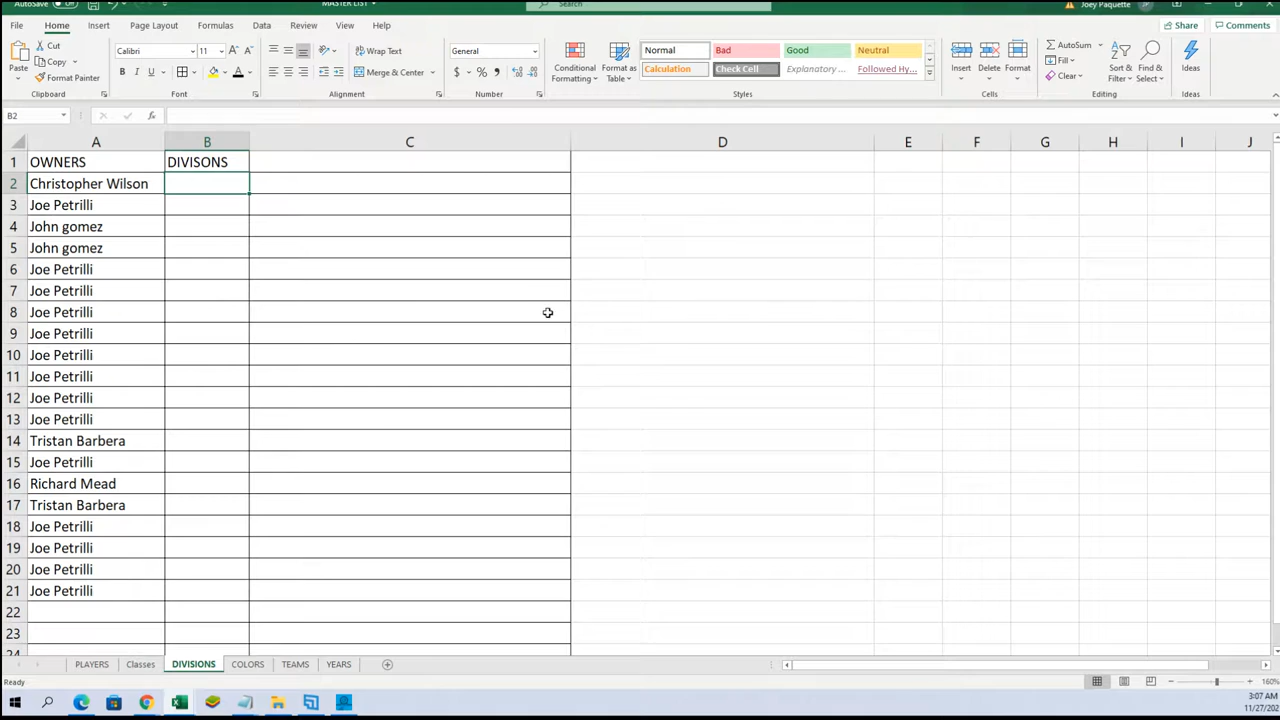 AutoSave
MASTER LIST
Search
Joey Paquette
File Home Insert Page Layout Formulas Data Review View Help
Share Comments
Paste
Cut
Copy
Format Painter
Clipboard
Calibri 11
B I U
Font
Wrap Text
Merge & Center
Alignment
General
$ % ,
Number
Conditional Formatting
Format as Table
Normal Bad Good Neutral
Calculation Check Cell Explanatory ... Followed Hy...
Styles
Insert Delete Format
Cells
AutoSum
Fill
Clear
Sort & Filter
Find & Select
Editing
Ideas
Ideas
B2
fx
A B C D E F G H I J
1 OWNERS DIVISONS
2 Christopher Wilson
3 Joe Petrilli
4 John gomez
5 John gomez
6 Joe Petrilli
7 Joe Petrilli
8 Joe Petrilli
9 Joe Petrilli
10 Joe Petrilli
11 Joe Petrilli
12 Joe Petrilli
13 Joe Petrilli
14 Tristan Barbera
15 Joe Petrilli
16 Richard Mead
17 Tristan Barbera
18 Joe Petrilli
19 Joe Petrilli
20 Joe Petrilli
21 Joe Petrilli
22
23
24
PLAYERS Classes DIVISIONS COLORS TEAMS YEARS
Ready
160%
3:07 AM
11/27/202